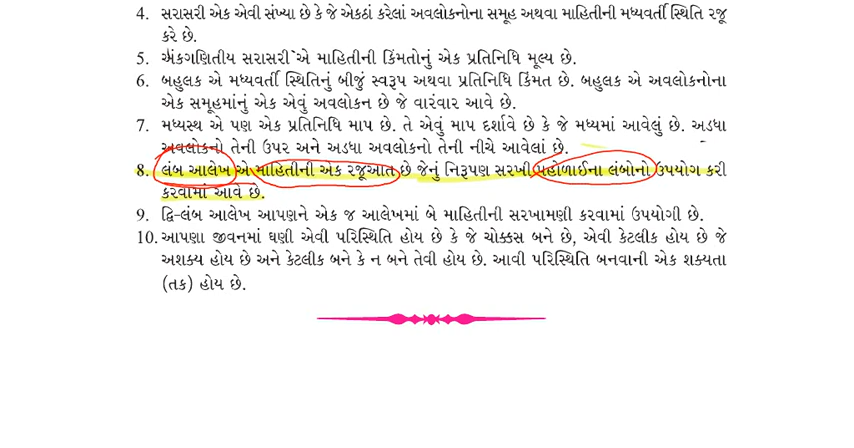 4. સરાસરી એક એવી સંખ્યા છે કે જે એકઠાં કરેલાં અવલોકનોના સમૂહ અથવા માહિતીની મધ્યવર્તી સ્થિતિ રજૂ
કરે છે.
5. અંકગણિતીય સરાસરી એ માહિતીની કિંમતોનું એક પ્રતિનિધિ મૂલ્ય છે.
6. બહુલક એ મધ્યવર્તી સ્થિતિનું બીજું સ્વરૂપ અથવા પ્રતિનિધિ કિંમત છે. બહુલક એ અવલોકનોના
એક સમૂહમાંનું એક એવું અવલોકન છે જે વારંવાર આવે છે.
7. મધ્યસ્થ એ પણ એક પ્રતિનિધિ માપ છે. તે એવું માપ દર્શાવે છે કે જે મધ્યમાં આવેલું છે. અડધા
અવલોકનો તેની ઉપર અને અડધા અવલોકનો તેની નીચે આવેલાં છે.
8. લંબ આલેખ એ માહિતીની એક રજૂઆત છે જેનું નિરૂપણ સરખી પહોળાઈના લંબોનો ઉપયોગ કરી
કરવામાં આવે છે.
9. દ્વિ-લંબ આલેખ આપણને એક જ આલેખમાં બે માહિતીની સરખામણી કરવામાં ઉપયોગી છે.
10. આપણા જીવનમાં ઘણી એવી પરિસ્થિતિ હોય છે કે જે ચોક્કસ બને છે, એવી કેટલીક હોય છે જે
અશક્ય હોય છે અને કેટલીક બને કે ન બને તેવી હોય છે. આવી પરિસ્થિતિ બનવાની એક શક્યતા
(તક) હોય છે.